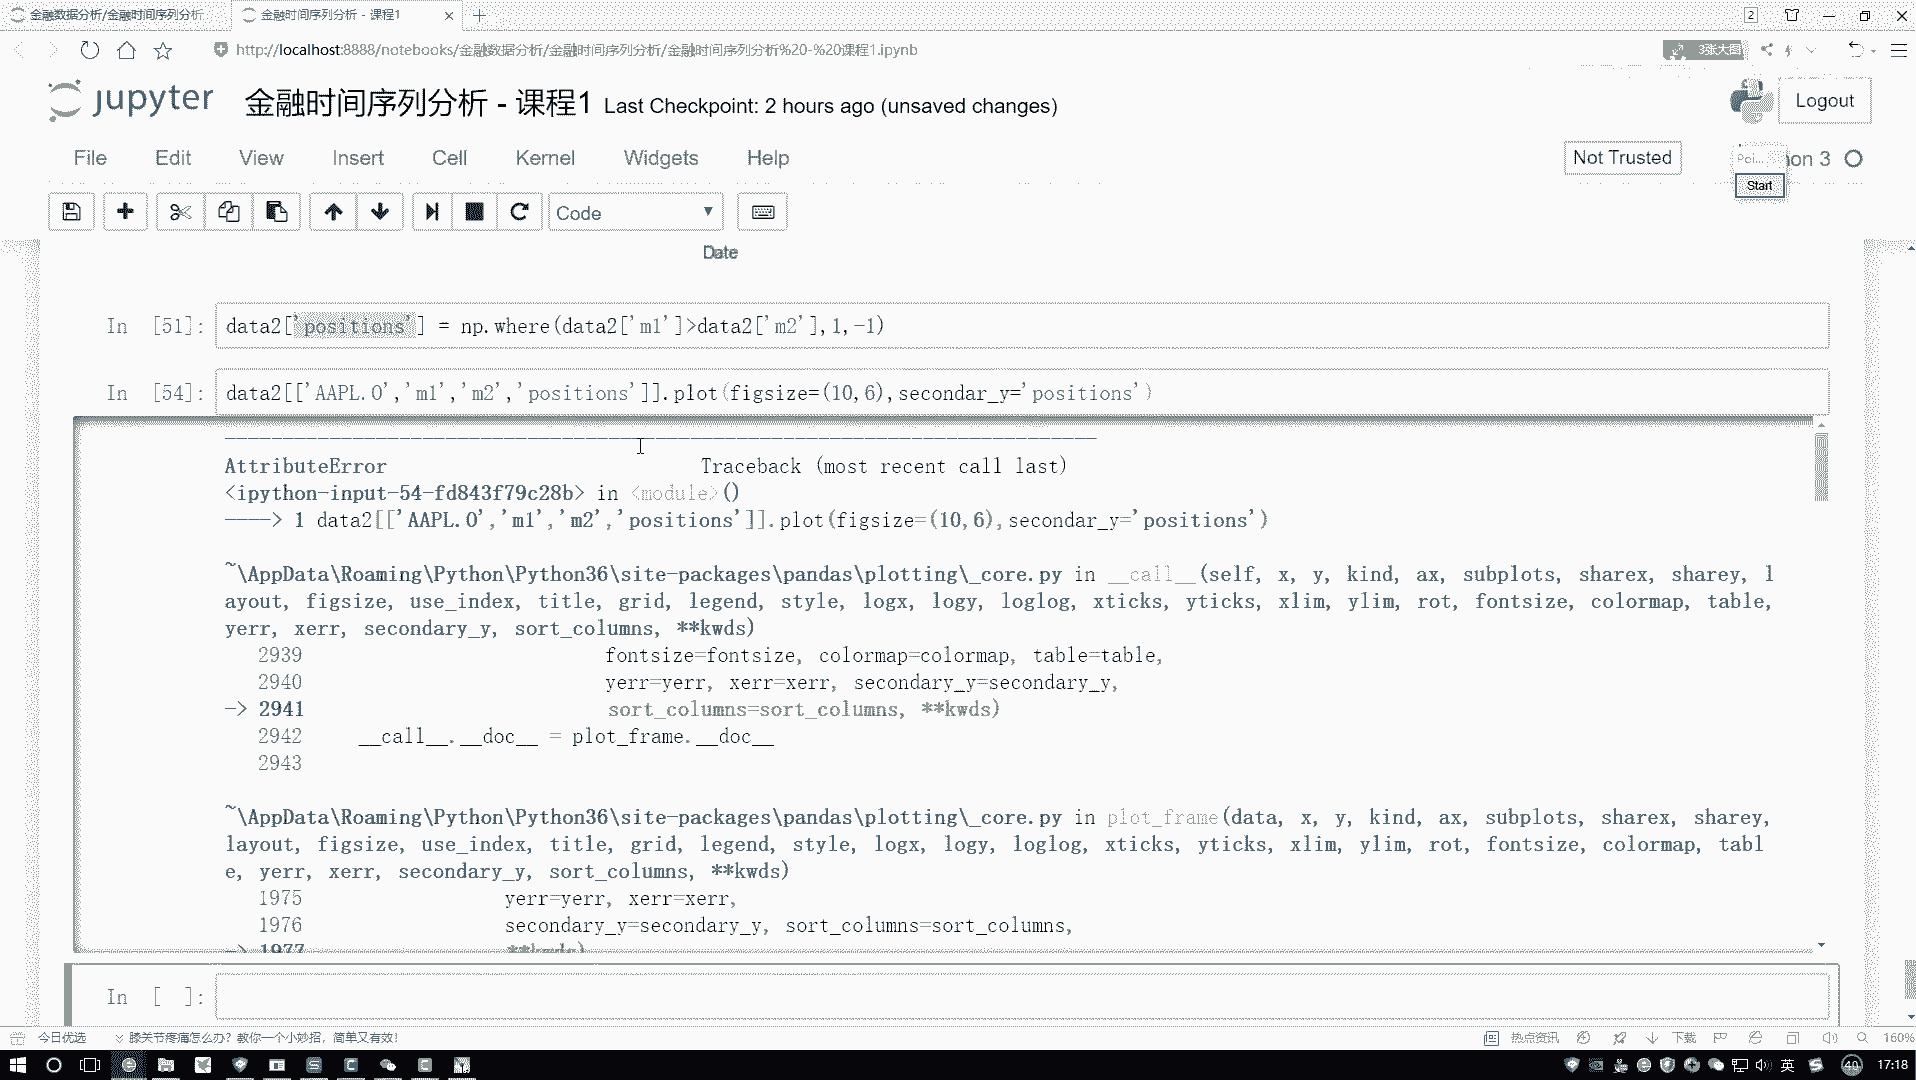 金融数据分析/金融时间序列分析
金融时间序列分析 - 课程1
2
http://localhost:8888/notebooks/金融数据分析/金融时间序列分析/金融时间序列分析%20-%20课程1.ipynb
3张大图
jupyter
金融时间序列分析 - 课程1 Last Checkpoint: 2 hours ago (unsaved changes)
Logout
File Edit View Insert Cell Kernel Widgets Help
Not Trusted
Poi... on 3
Start
Code
Date
In [51]: data2['positions'] = np.where(data2['m1']>data2['m2'],1,-1)
In [54]: data2[['AAPL.O','m1','m2','positions']].plot(figsize=(10,6),secondar_y='positions')
---------------------------------------------------------------------------
AttributeError Traceback (most recent call last)
<ipython-input-54-fd843f79c28b> in <module>()
----> 1 data2[['AAPL.O','m1','m2','positions']].plot(figsize=(10,6),secondar_y='positions')
~\AppData\Roaming\Python\Python36\site-packages\pandas\plotting\_core.py in __call__(self, x, y, kind, ax, subplots, sharex, sharey, l
ayout, figsize, use_index, title, grid, legend, style, logx, logy, loglog, xticks, yticks, xlim, ylim, rot, fontsize, colormap, table,
yerr, xerr, secondary_y, sort_columns, **kwds)
2939 fontsize=fontsize, colormap=colormap, table=table,
2940 yerr=yerr, xerr=xerr, secondary_y=secondary_y,
-> 2941 sort_columns=sort_columns, **kwds)
2942 __call__.__doc__ = plot_frame.__doc__
2943
~\AppData\Roaming\Python\Python36\site-packages\pandas\plotting\_core.py in plot_frame(data, x, y, kind, ax, subplots, sharex, sharey,
layout, figsize, use_index, title, grid, legend, style, logx, logy, loglog, xticks, yticks, xlim, ylim, rot, fontsize, colormap, tabl
e, yerr, xerr, secondary_y, sort_columns, **kwds)
1975 yerr=yerr, xerr=xerr,
1976 secondary_y=secondary_y, sort_columns=sort_columns,
-> 1977 **kwds)
In [ ]:
今日优选 膝关节疼痛怎么办？教你一个小妙招，简单又有效！
热点资讯
下载
160%
英
40
17:18